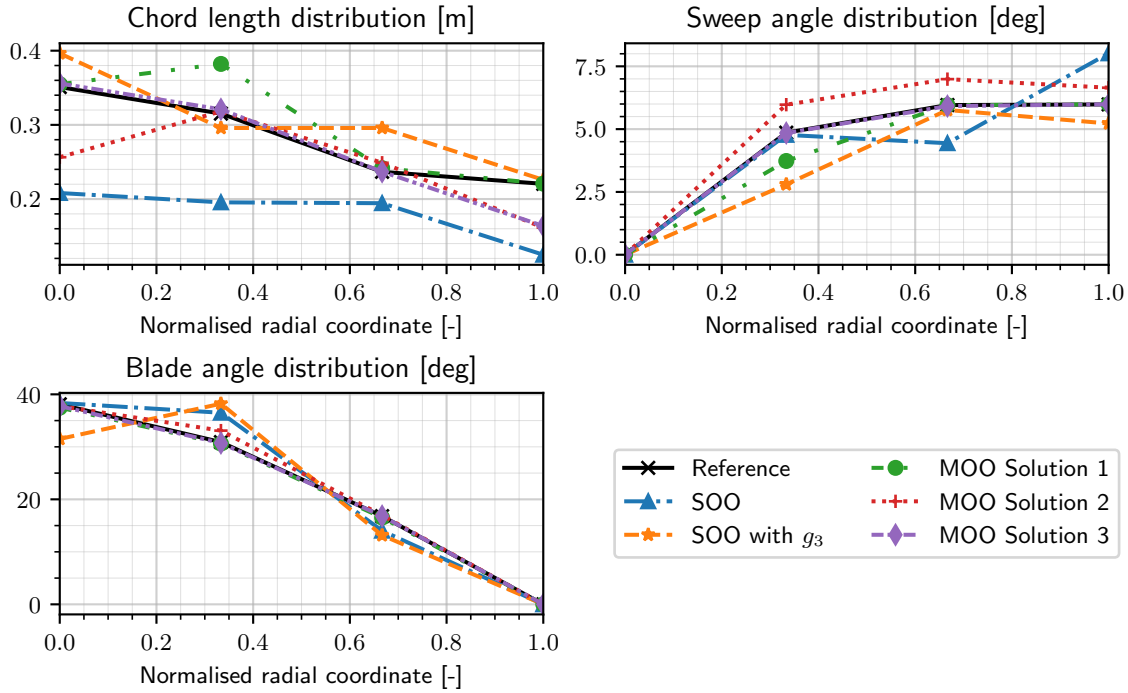 Chord length distribution [m]
0.4
0.3
0.2
0.0 0.2 0.4 0.6 0.8 1.0
Normalised radial coordinate [-]
Sweep angle distribution [deg]
7.5
5.0
2.5
0.0
0.0 0.2 0.4 0.6 0.8 1.0
Normalised radial coordinate [-]
Blade angle distribution [deg]
40
20
0
0.0 0.2 0.4 0.6 0.8 1.0
Normalised radial coordinate [-]
Reference
SOO
SOO with g₃
MOO Solution 1
MOO Solution 2
MOO Solution 3